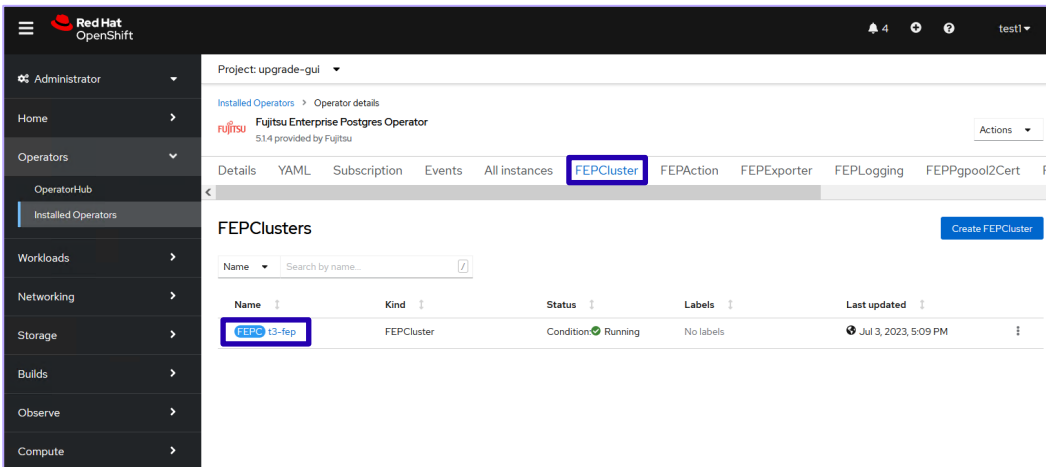 Red Hat
OpenShift
4
test1
Administrator
Home
Operators
OperatorHub
Installed Operators
Workloads
Networking
Storage
Builds
Observe
Compute
Project: upgrade-gui
Installed Operators > Operator details
FUJITSU
Fujitsu Enterprise Postgres Operator
5.1.4 provided by Fujitsu
Actions
Details YAML Subscription Events All instances FEPCluster FEPAction FEPExporter FEPLogging FEPPgpool2Cert F
FEPClusters
Create FEPCluster
Name Search by name... /
Name Kind Status Labels Last updated
FEPC t3-fep FEPCluster Condition: Running No labels Jul 3, 2023, 5:09 PM